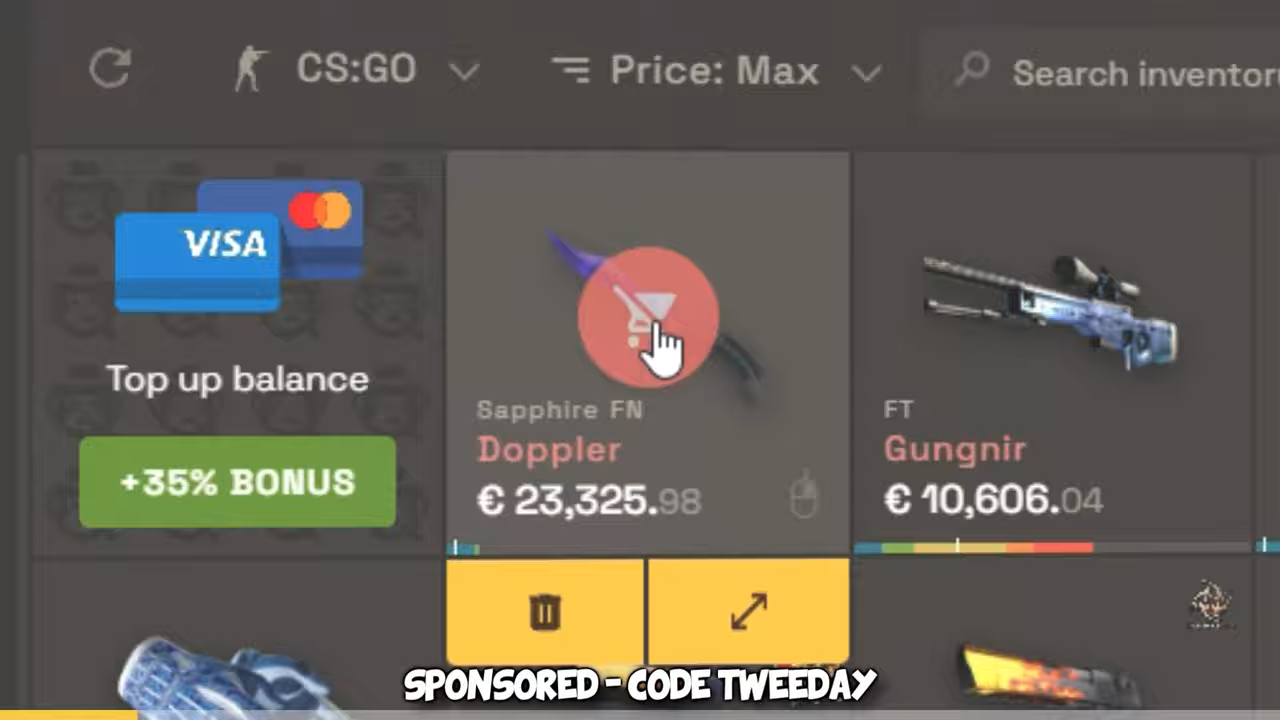 CS:GO
Price: Max
Search inventor
VISA
Top up balance
+35% BONUS
Sapphire FN
Doppler
€ 23,325.98
FT
Gungnir
€ 10,606.04
SPONSORED - CODE TWEEDAY